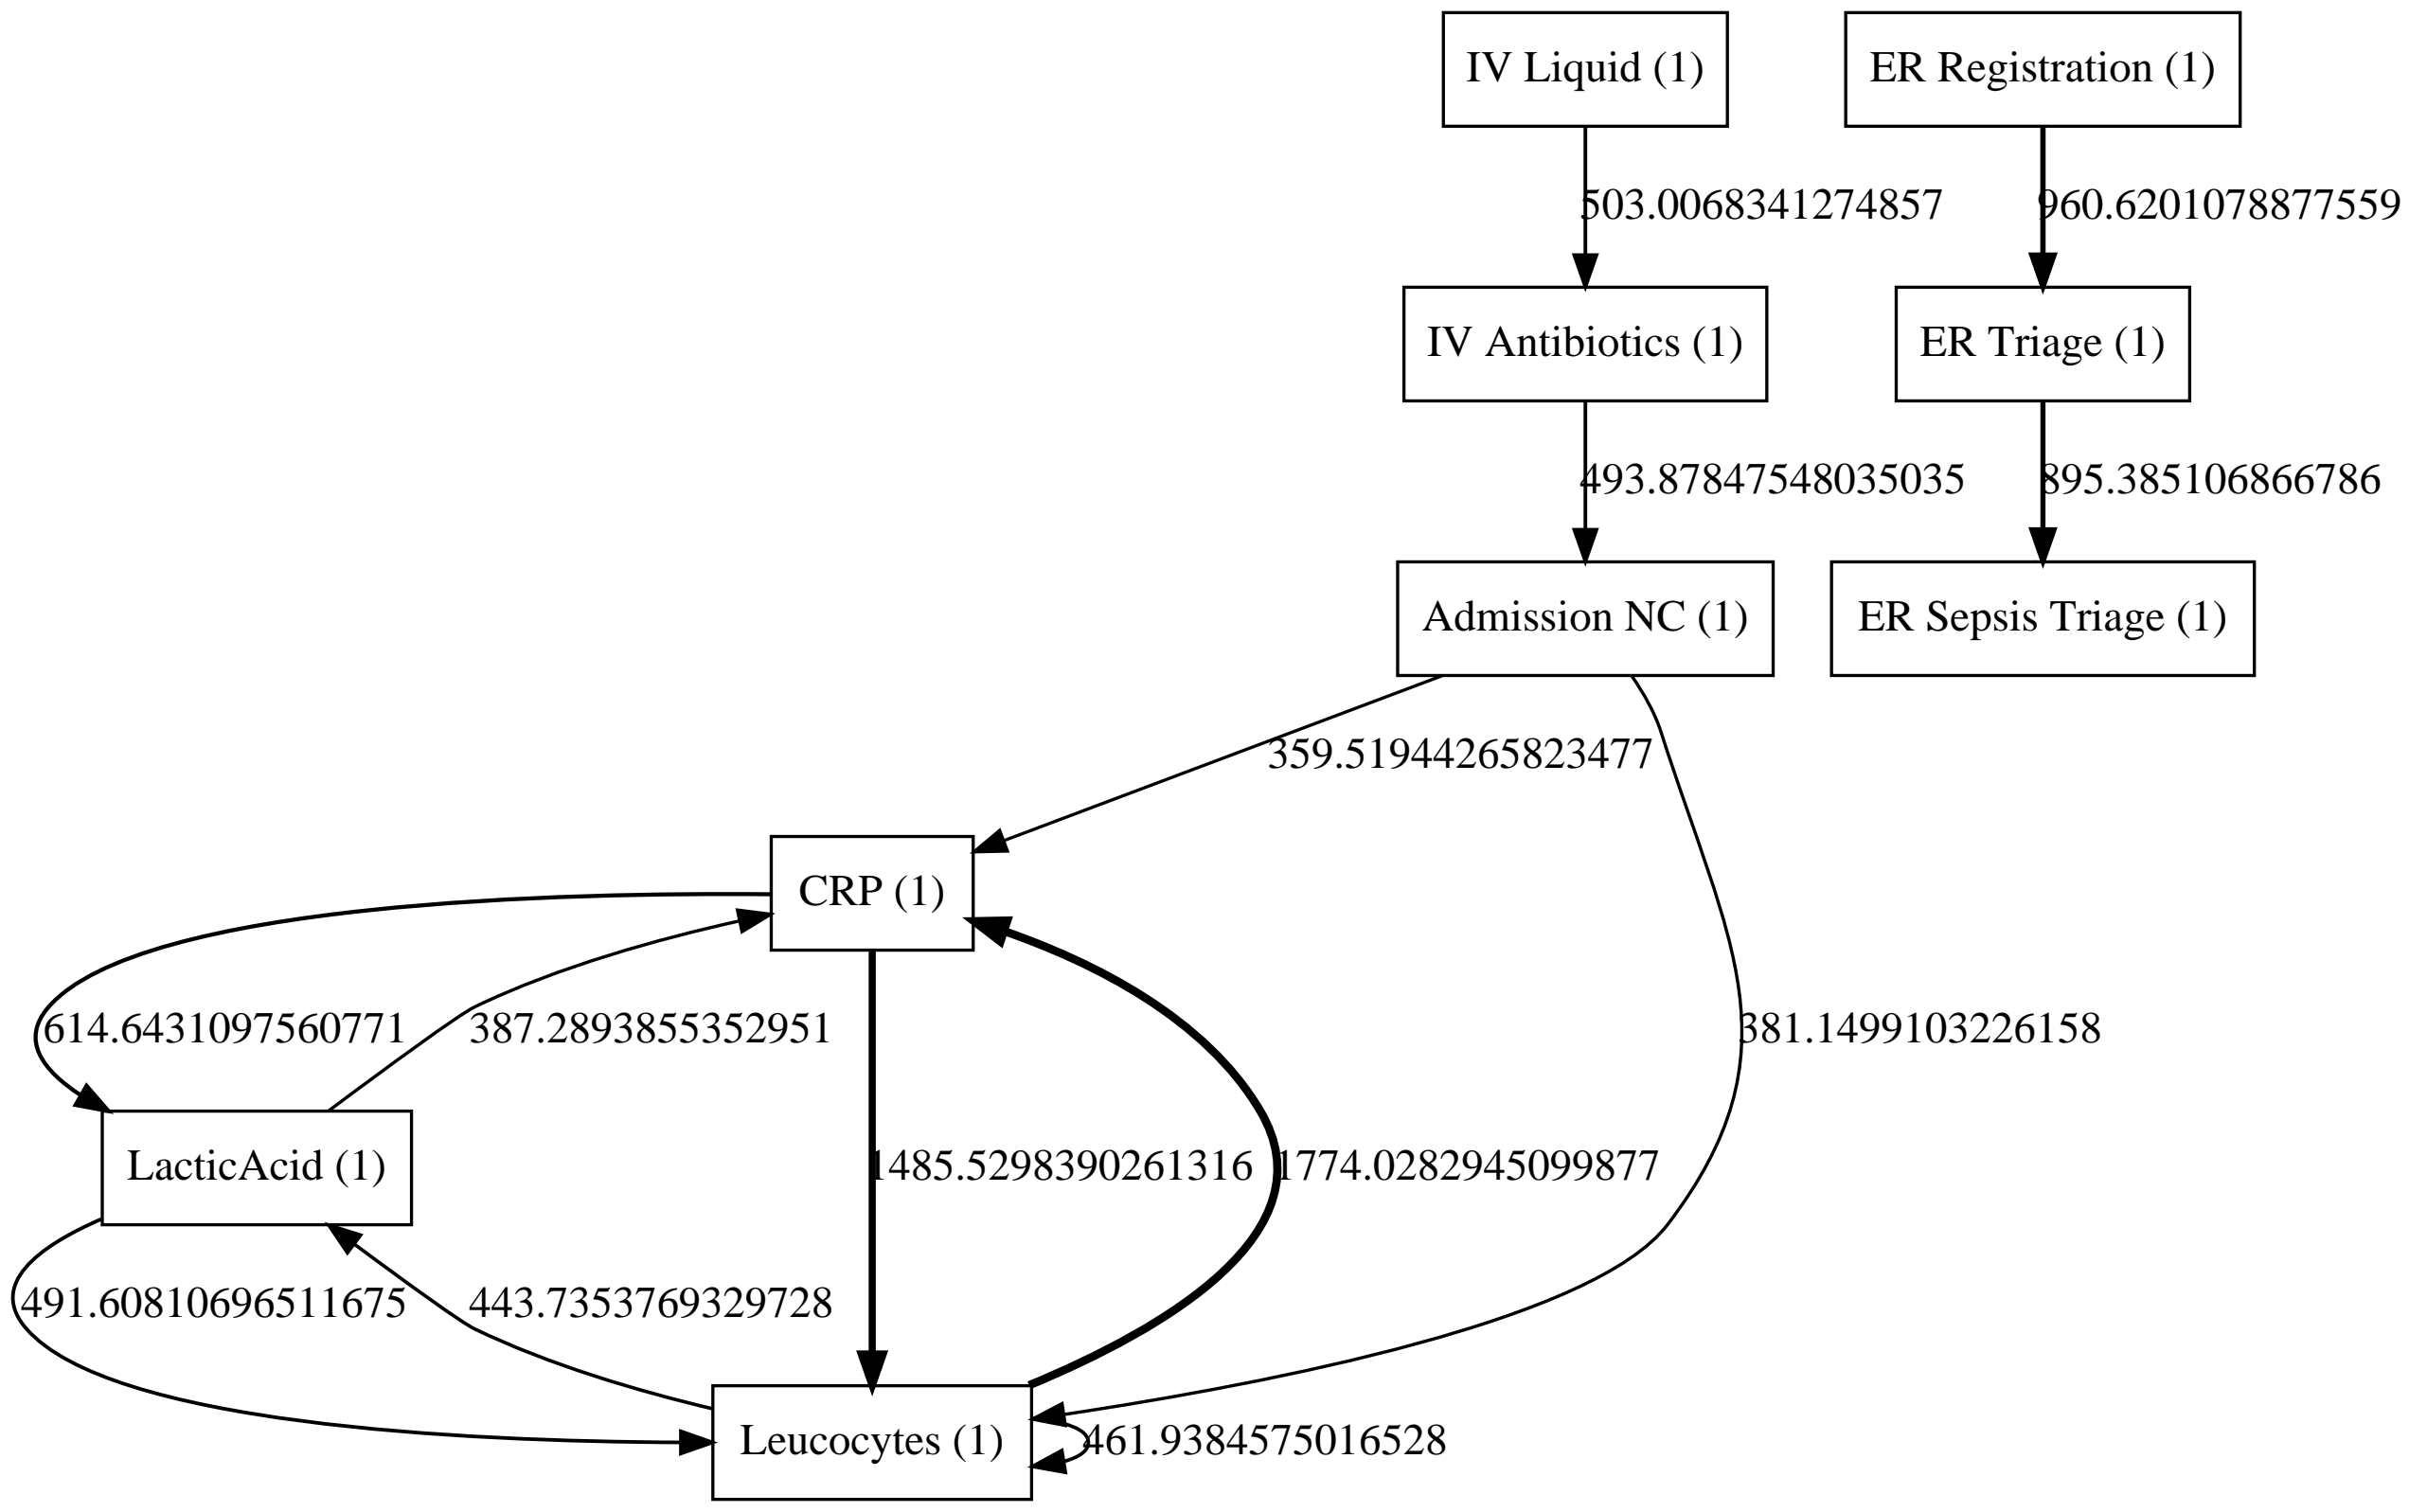 IV Liquid (1)
ER Registration (1)
503.0068341274857
960.6201078877559
IV Antibiotics (1)
ER Triage (1)
493.87847548035035
895.385106866786
Admission NC (1)
ER Sepsis Triage (1)
359.51944265823477
CRP (1)
614.6431097560771
387.2893855352951
381.1499103226158
LacticAcid (1)
1485.5298390261316
1774.0282945099877
491.60810696511675
443.7353769329728
Leucocytes (1)
461.9384575016528